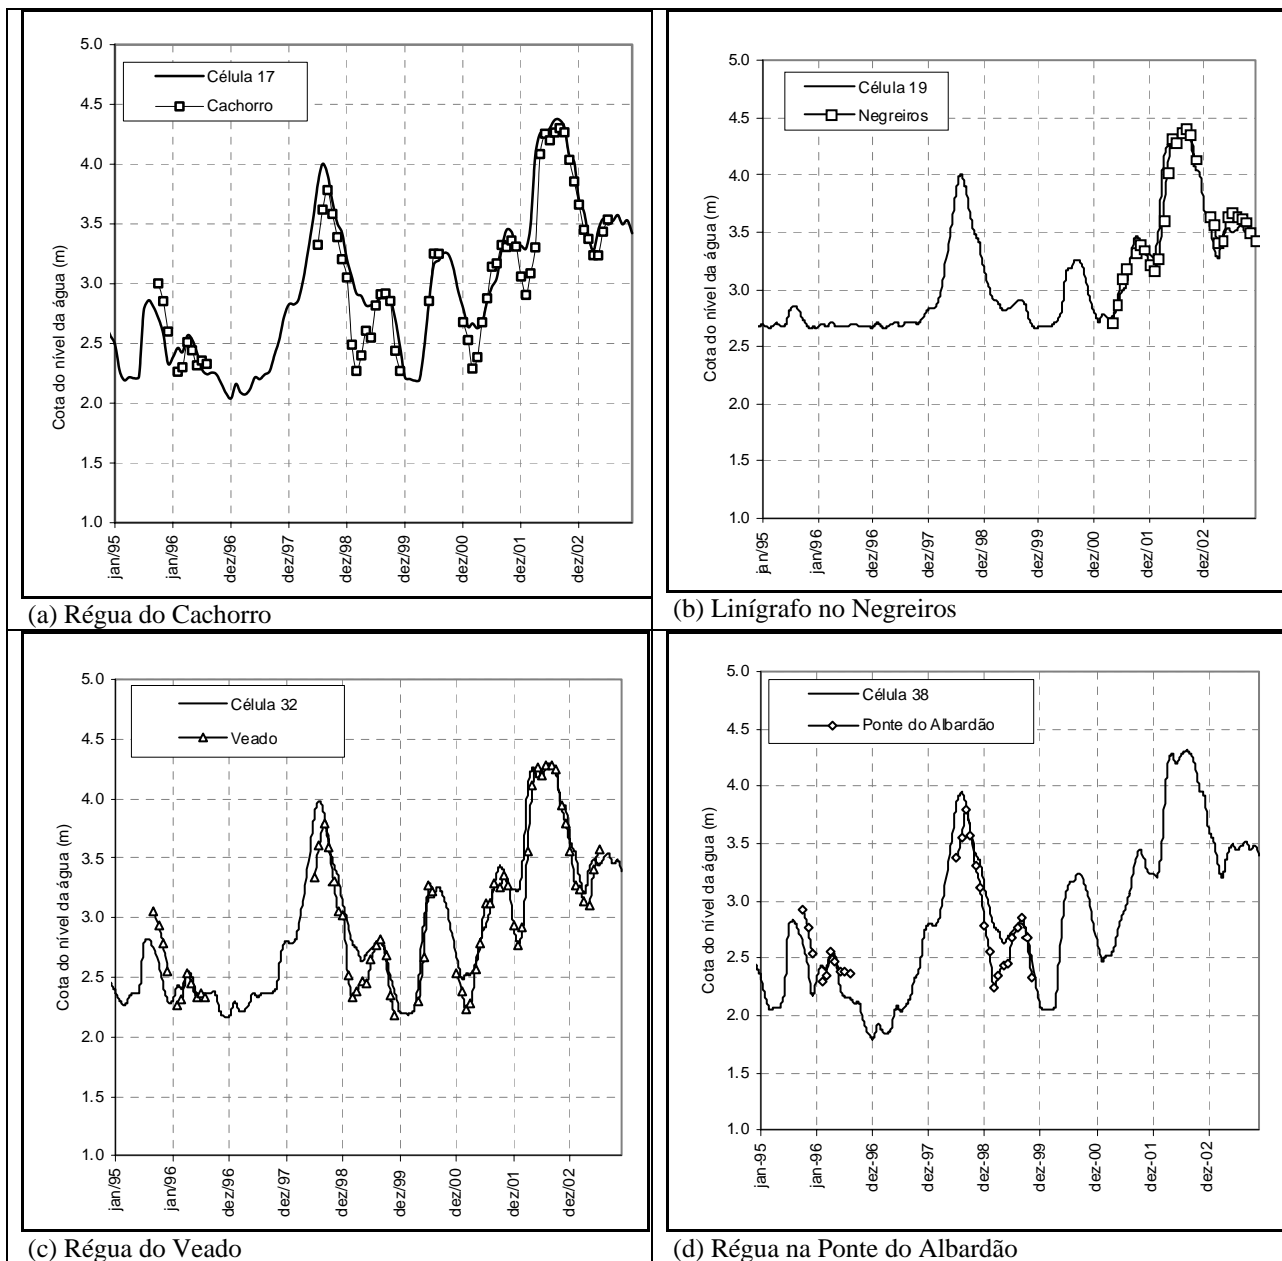 Cota do nível da água (m)
5.0
4.5
4.0
3.5
3.0
2.5
2.0
1.5
1.0
Célula 17
Cachorro
jan/95
jan/96
dez/96
dez/97
dez/98
dez/99
dez/00
dez/01
dez/02
(a) Régua do Cachorro
Cota do nível da água (m)
5.0
4.5
4.0
3.5
3.0
2.5
2.0
1.5
1.0
Célula 19
Negreiros
jan/95
jan/96
dez/96
dez/97
dez/98
dez/99
dez/00
dez/01
dez/02
(b) Linígrafo no Negreiros
Cota do nível da água (m)
5.0
4.5
4.0
3.5
3.0
2.5
2.0
1.5
1.0
Célula 32
Veado
jan/95
jan/96
dez/96
dez/97
dez/98
dez/99
dez/00
dez/01
dez/02
(c) Régua do Veado
Cota do nível da água (m)
5.0
4.5
4.0
3.5
3.0
2.5
2.0
1.5
1.0
Célula 38
Ponte do Albardão
jan-95
jan-96
dez-96
dez-97
dez-98
dez-99
dez-00
dez-01
dez-02
(d) Régua na Ponte do Albardão